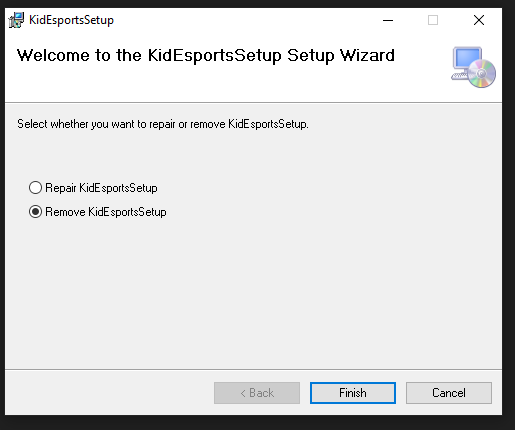 KidEsportsSetup
Welcome to the KidEsportsSetup Setup Wizard
Select whether you want to repair or remove KidEsportsSetup.
Repair KidEsportsSetup
Remove KidEsportsSetup
< Back
Finish
Cancel